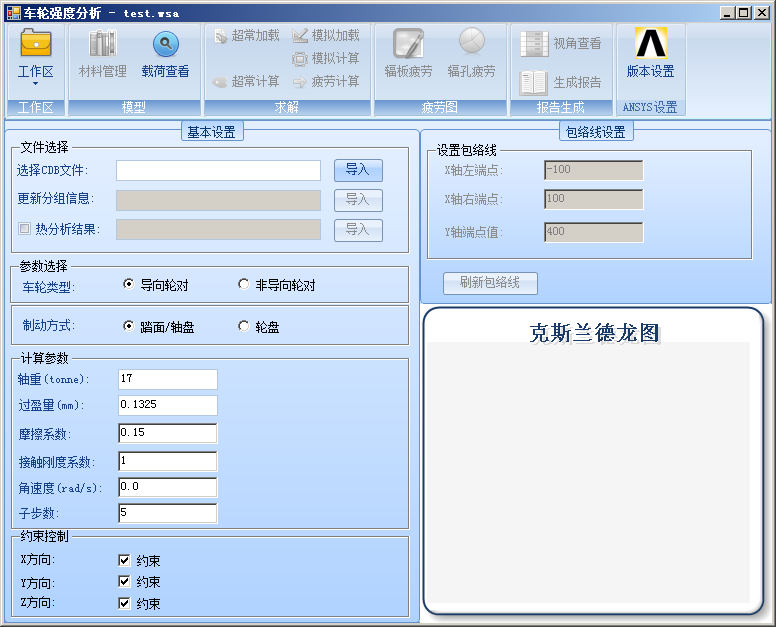 车轮强度分析 - test.wsa
工作区
材料管理
载荷查看
超常加载
模拟加载
模拟计算
超常计算
疲劳计算
辐板疲劳
辐孔疲劳
视角查看
生成报告
版本设置
工作区
模型
求解
疲劳图
报告生成
ANSYS设置
基本设置
文件选择
选择CDB文件:
导入
更新分组信息:
导入
热分析结果:
导入
参数选择
车轮类型:
导向轮对
非导向轮对
制动方式:
踏面/轴盘
轮盘
计算参数
轴重(tonne):
17
过盈量(mm):
0.1325
摩擦系数:
0.15
接触刚度系数:
1
角速度(rad/s):
0.0
子步数:
5
约束控制
X方向:
约束
Y方向:
约束
Z方向:
约束
包络线设置
设置包络线
X轴左端点:
-100
X轴右端点:
100
Y轴端点值:
400
刷新包络线
克斯兰德龙图